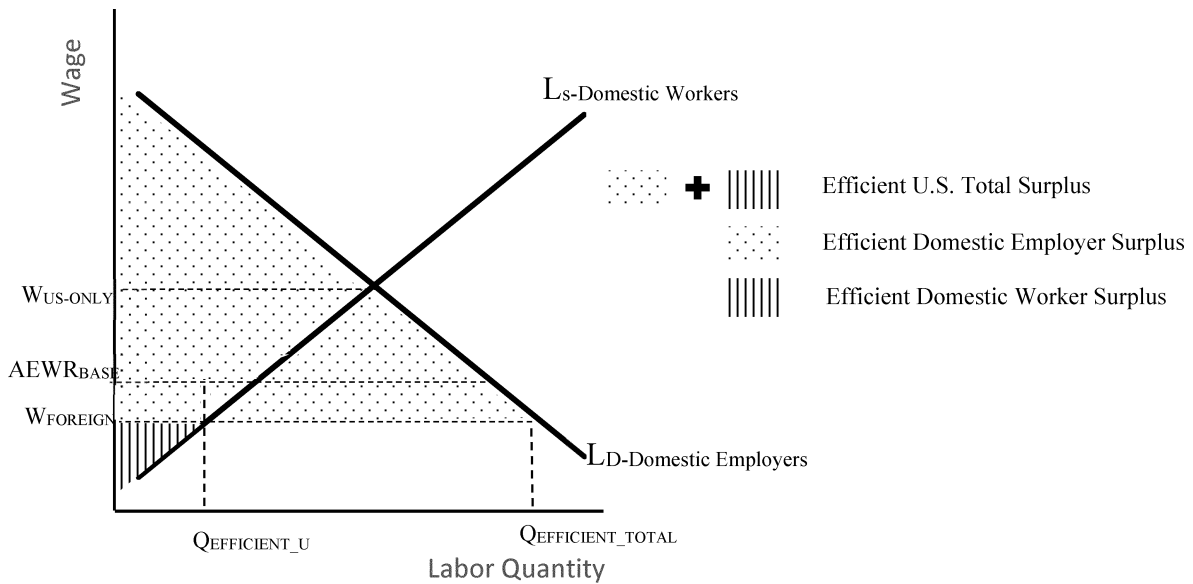 Wage
Ls-Domestic Workers
Efficient U.S. Total Surplus
Efficient Domestic Employer Surplus
WUS-ONLY
Efficient Domestic Worker Surplus
AEWRBASE
WFOREIGN
LD-Domestic Employers
QEFFICIENT_U
QEFFICIENT_TOTAL
Labor Quantity